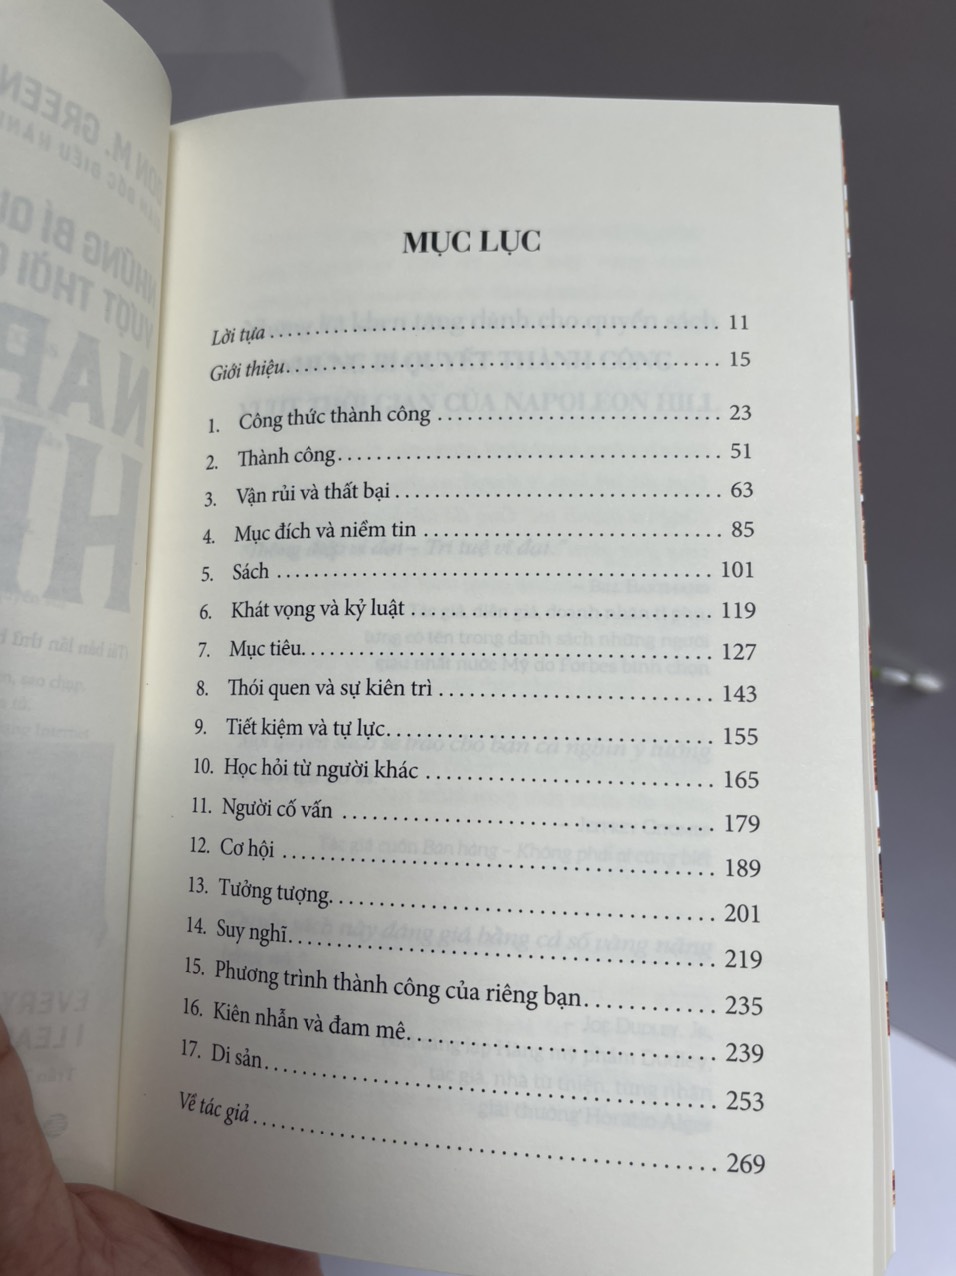 MỤC LỤC
Lời tựa ........ 11
Giới thiệu ........ 15
1. Công thức thành công ........ 23
2. Thành công ........ 51
3. Vận rủi và thất bại ........ 63
4. Mục đích và niềm tin ........ 85
5. Sách ........ 101
6. Khát vọng và kỷ luật ........ 119
7. Mục tiêu ........ 127
8. Thói quen và sự kiên trì ........ 143
9. Tiết kiệm và tự lực ........ 155
10. Học hỏi từ người khác ........ 165
11. Người cố vấn ........ 179
12. Cơ hội ........ 189
13. Tưởng tượng ........ 201
14. Suy nghĩ ........ 219
15. Phương trình thành công của riêng bạn ........ 235
16. Kiên nhẫn và đam mê ........ 239
17. Di sản ........ 253
Về tác giả ........ 269